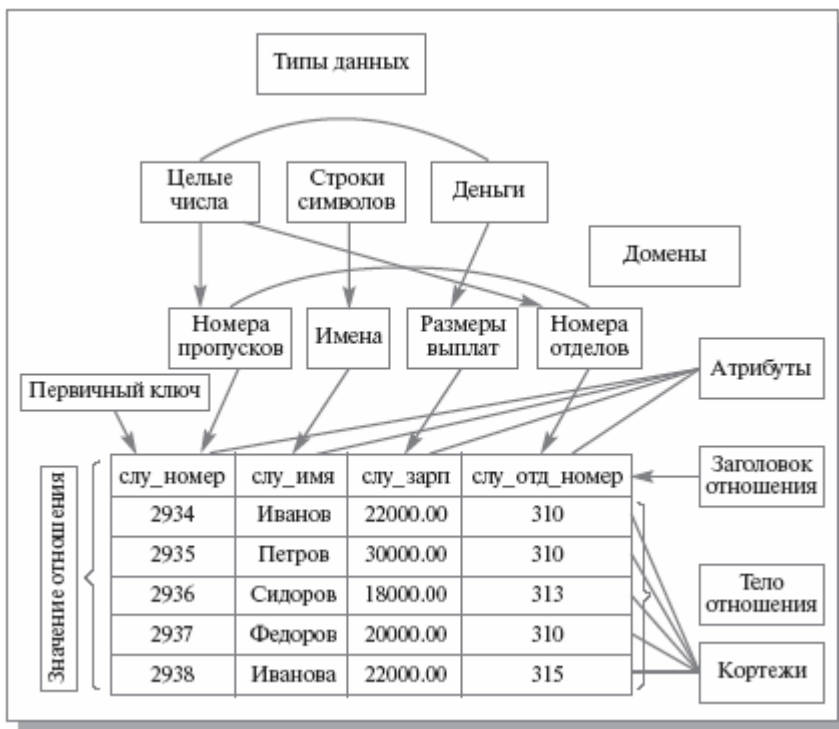 Типы данных
Целые
числа
Строки
символов
Деньги
Домены
Номера
пропусков
Имена
Размеры
выплат
Номера
отделов
Атрибуты
Первичный ключ
Заголовок
отношения
Значение отношения
слу_номер слу_имя слу_зарп слу_отд_номер
2934 Иванов 22000.00 310
2935 Петров 30000.00 310
2936 Сидоров 18000.00 313
2937 Федоров 20000.00 310
2938 Иванова 22000.00 315
Тело
отношения
Кортежи